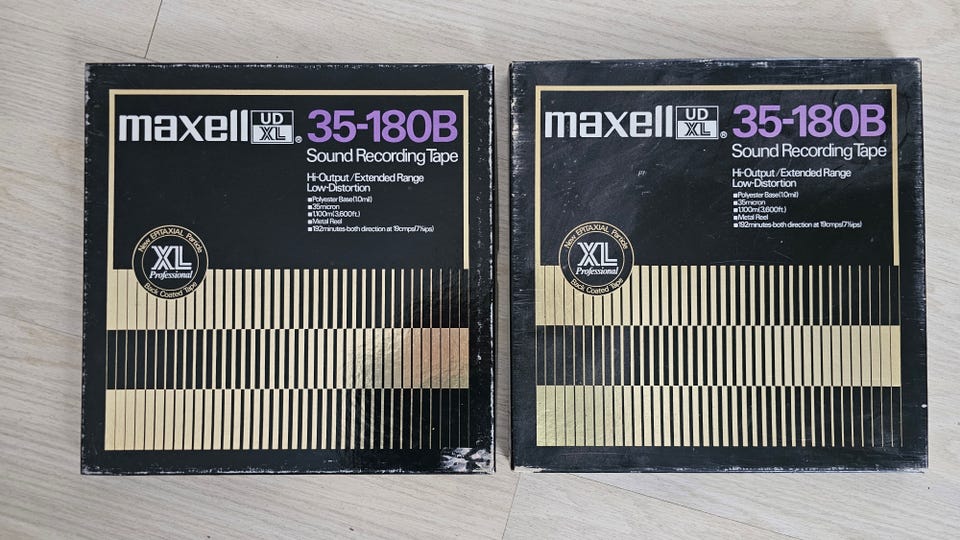 maxell UD XL ® 35-180B
Sound Recording Tape
Hi-Output/Extended Range
Low-Distortion
■Polyester Base(1.0mil)
■35micron
■1,100m(3,600ft.)
■Metal Reel
■192minutes-both direction at 19cmps(7½ips)
New EPITAXIAL Particle
XL
Professional
Back Coated Tape
maxell UD XL ® 35-180B
Sound Recording Tape
Hi-Output/Extended Range
Low-Distortion
■Polyester Base(1.0mil)
■35micron
■1,100m(3,600ft.)
■Metal Reel
■192minutes-both direction at 19cmps(7½ips)
New EPITAXIAL Particle
XL
Professional
Back Coated Tape